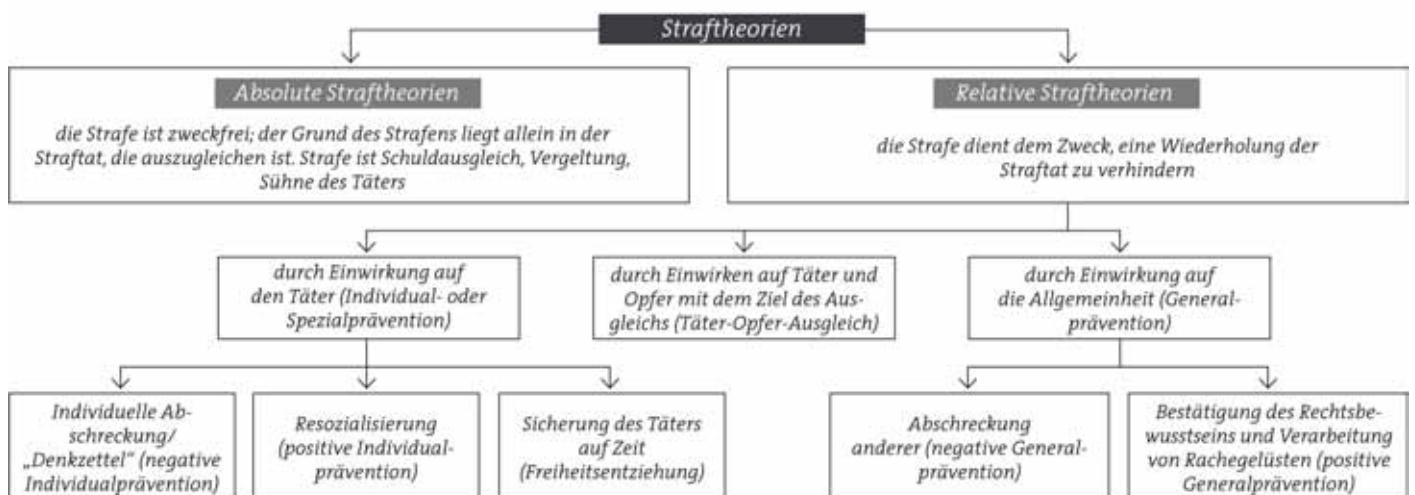 Straftheorien
Absolute Straftheorien
die Strafe ist zweckfrei; der Grund des Strafens liegt allein in der
Straftat, die auszugleichen ist. Strafe ist Schuldausgleich, Vergeltung,
Sühne des Täters
Relative Straftheorien
die Strafe dient dem Zweck, eine Wiederholung der
Straftat zu verhindern
durch Einwirkung auf
den Täter (Individual- oder
Spezialprävention)
durch Einwirken auf Täter und
Opfer mit dem Ziel des Aus-
gleichs (Täter-Opfer-Ausgleich)
durch Einwirkung auf
die Allgemeinheit (General-
prävention)
Individuelle Ab-
schreckung/
„Denkzettel“ (negative
Individualprävention)
Resozialisierung
(positive Individual-
prävention)
Sicherung des Täters
auf Zeit
(Freiheitsentziehung)
Abschreckung
anderer (negative General-
prävention)
Bestätigung des Rechtsbe-
wusstseins und Verarbeitung
von Rachegelüsten (positive
Generalprävention)